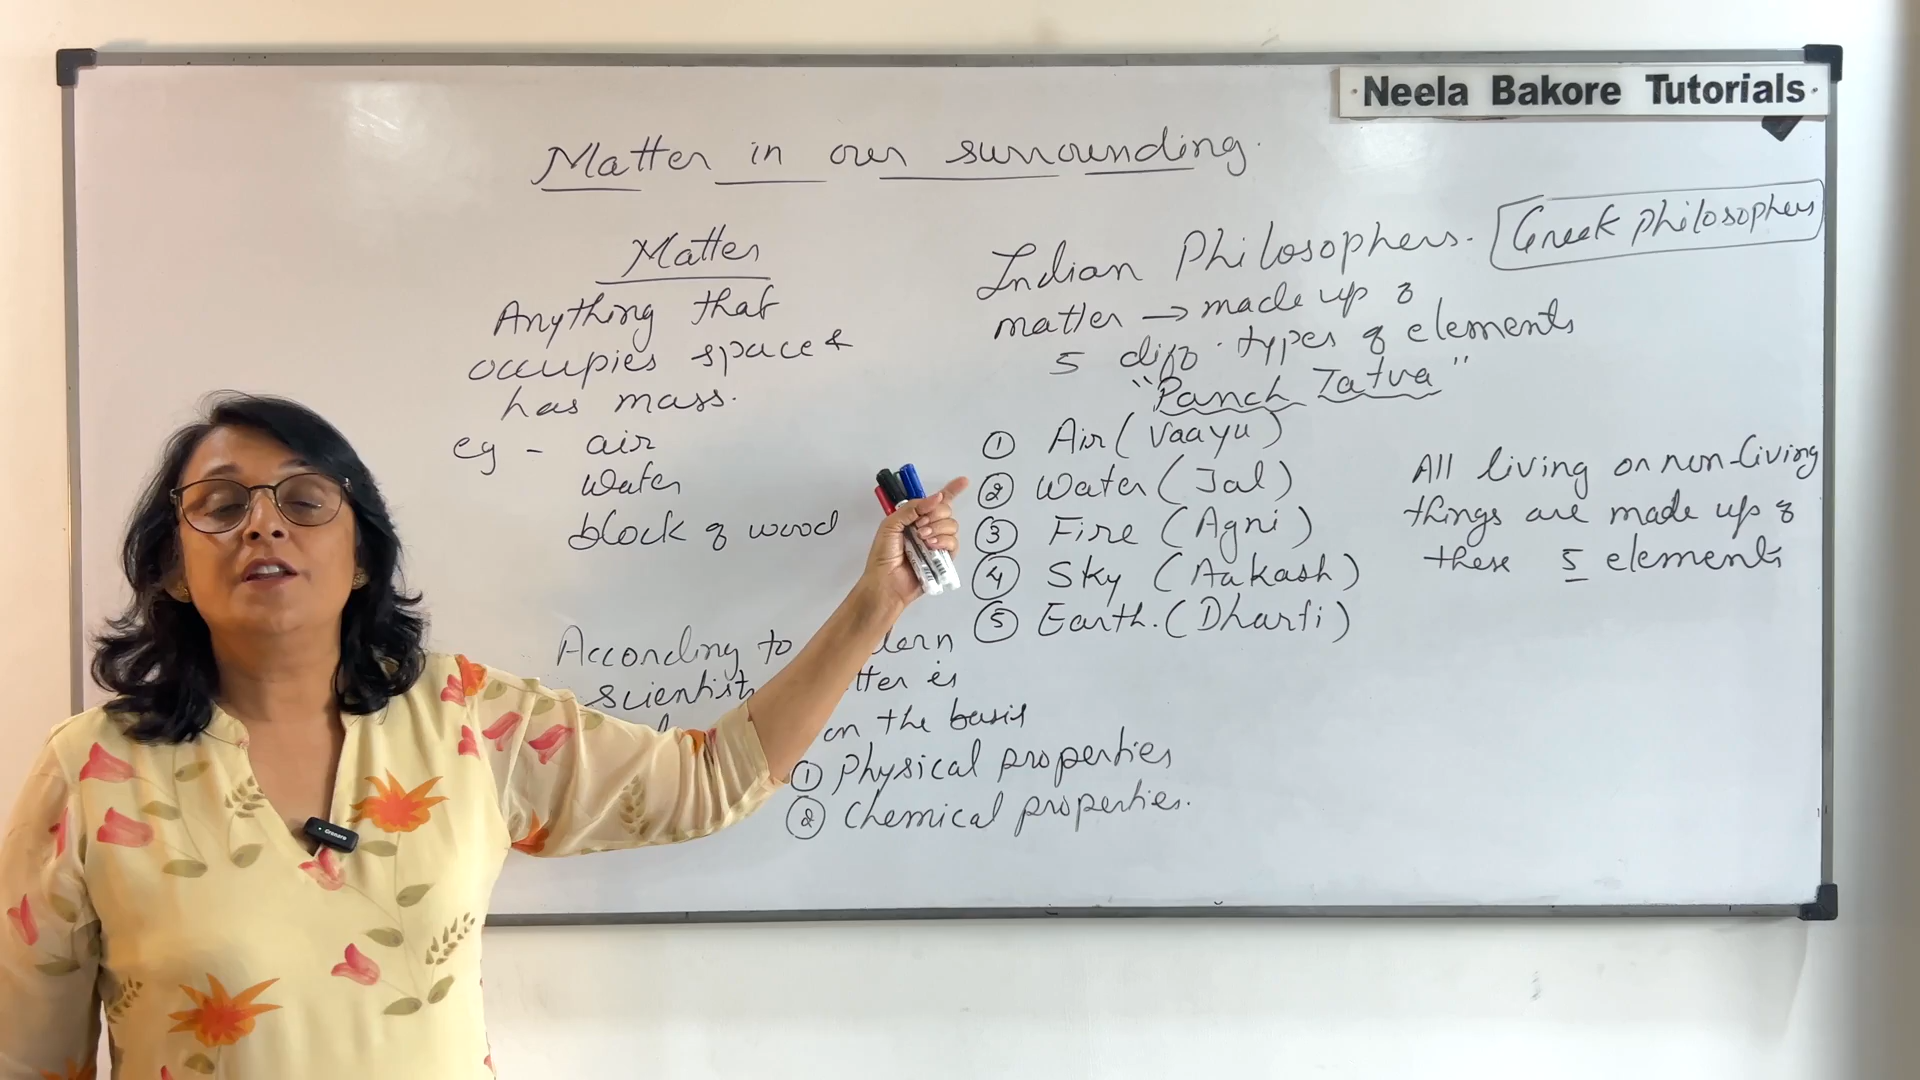 Neela Bakore Tutorials
Matter in our surrounding.
Matter
Anything that
occupies space &
has mass.
eg - air
water
block of wood
According to
scientist
is
on the basis
① Physical properties
② Chemical properties.
Indian Philosophers.
Greek Philosophers
matter → made up of
5 diff. types of elements
"Panch Tatva"
① Air (Vaayu)
② Water (Jal)
③ Fire (Agni)
④ Sky (Aakash)
⑤ Earth. (Dharti)
All living or non-living
things are made up of
these 5 elements